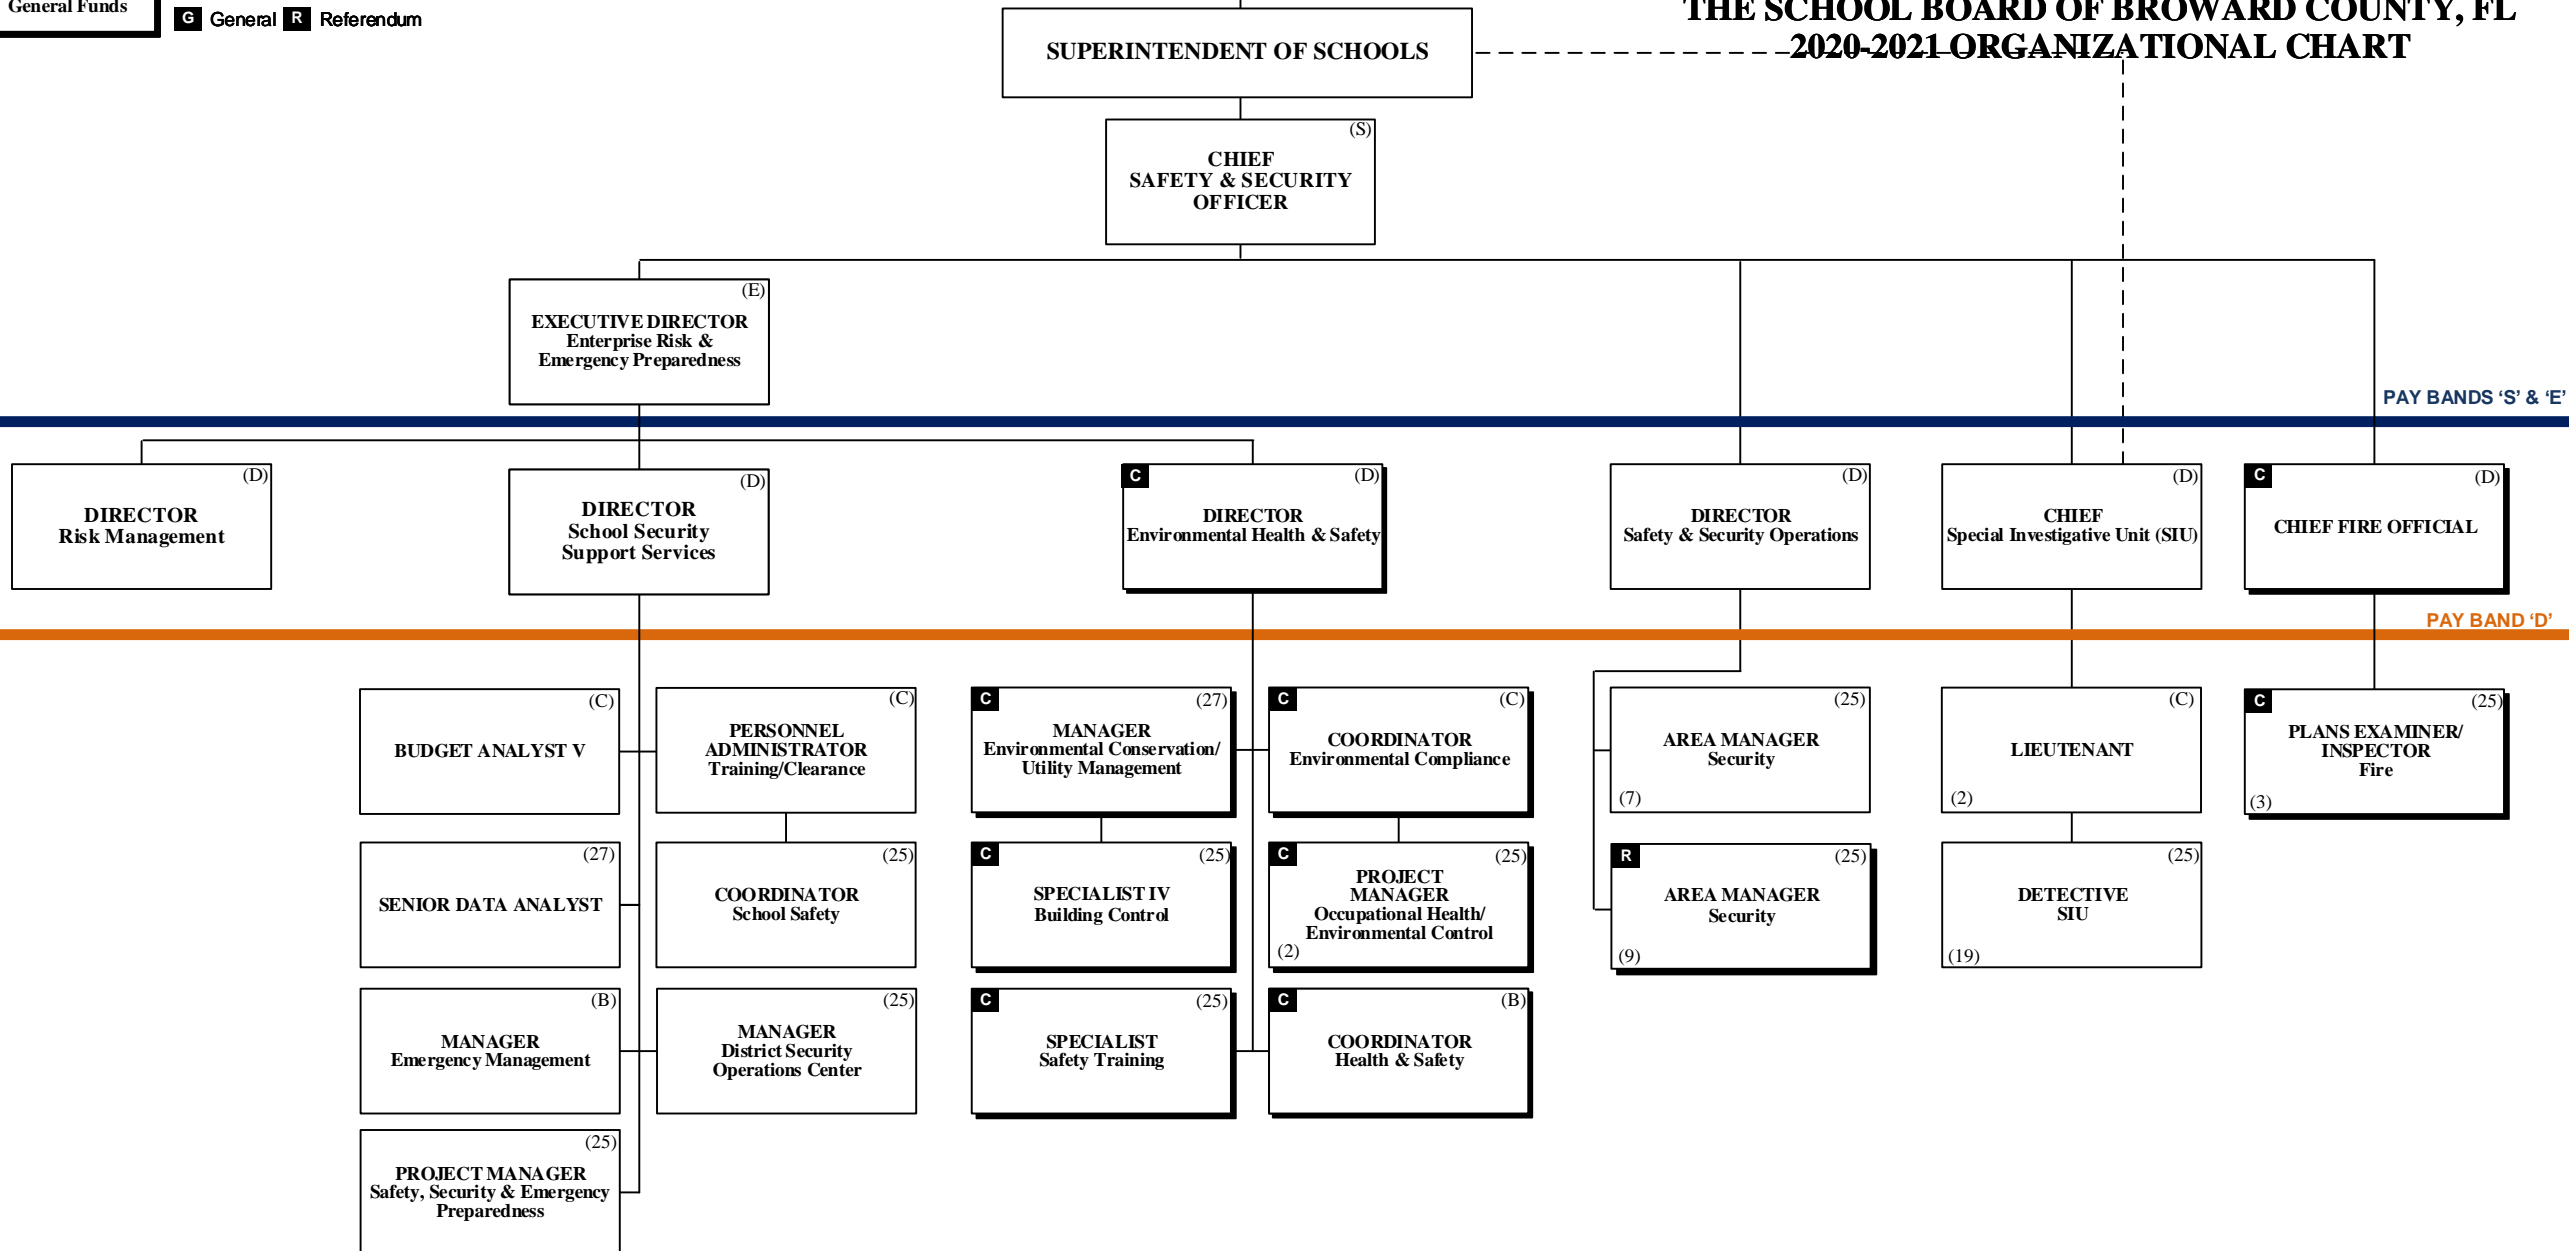 General Funds
G General R Referendum
THE SCHOOL BOARD OF BROWARD COUNTY, FL
2020-2021 ORGANIZATIONAL CHART
SUPERINTENDENT OF SCHOOLS
(S)
CHIEF
SAFETY & SECURITY
OFFICER
(E)
EXECUTIVE DIRECTOR
Enterprise Risk &
Emergency Preparedness
PAY BANDS ‘S’ & ‘E’
(D)
DIRECTOR
Risk Management
(D)
DIRECTOR
School Security
Support Services
C (D)
DIRECTOR
Environmental Health & Safety
(D)
DIRECTOR
Safety & Security Operations
(D)
CHIEF
Special Investigative Unit (SIU)
C (D)
CHIEF FIRE OFFICIAL
PAY BAND ‘D’
(C)
BUDGET ANALYST V
(C)
PERSONNEL
ADMINISTRATOR
Training/Clearance
C (27)
MANAGER
Environmental Conservation/
Utility Management
C (C)
COORDINATOR
Environmental Compliance
(25)
AREA MANAGER
Security
(7)
(C)
LIEUTENANT
(2)
C (25)
PLANS EXAMINER/
INSPECTOR
Fire
(3)
(27)
SENIOR DATA ANALYST
(25)
COORDINATOR
School Safety
C (25)
SPECIALIST IV
Building Control
C (25)
PROJECT
MANAGER
Occupational Health/
Environmental Control
(2)
R (25)
AREA MANAGER
Security
(9)
(25)
DETECTIVE
SIU
(19)
(B)
MANAGER
Emergency Management
(25)
MANAGER
District Security
Operations Center
C (25)
SPECIALIST
Safety Training
C (B)
COORDINATOR
Health & Safety
(25)
PROJECT MANAGER
Safety, Security & Emergency
Preparedness